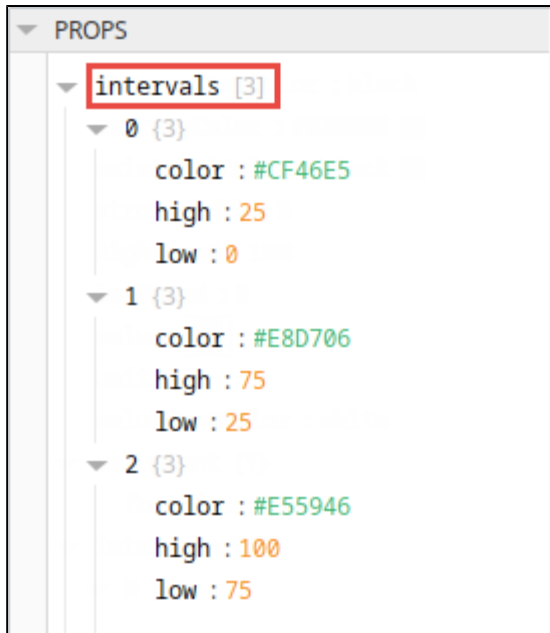 PROPS
intervals [3]
0 {3}
color : #CF46E5
high : 25
low : 0
1 {3}
color : #E8D706
high : 75
low : 25
2 {3}
color : #E55946
high : 100
low : 75